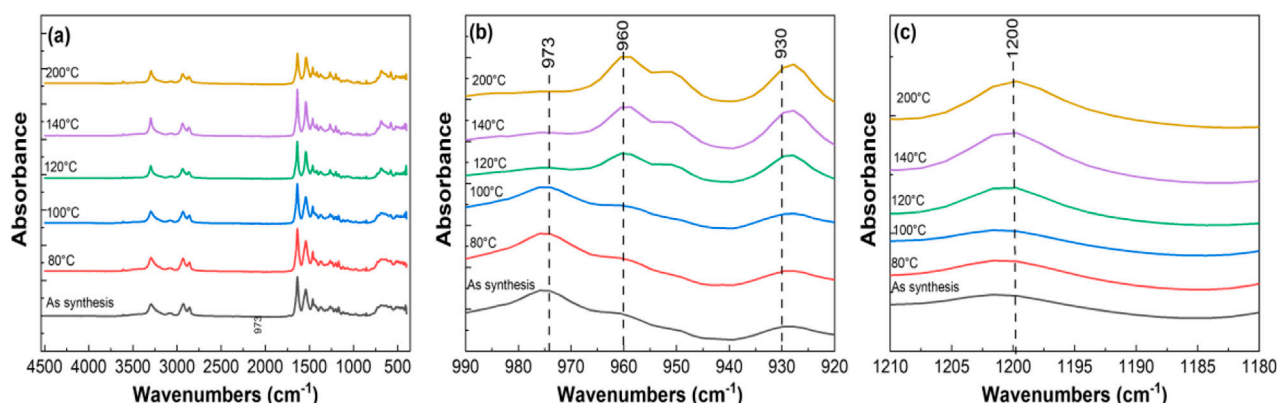 (a)
200°C
140°C
120°C
100°C
80°C
As synthesis
973
Absorbance
4500 4000 3500 3000 2500 2000 1500 1000 500
Wavenumbers (cm-1)
(b)
973
960
930
200°C
140°C
120°C
100°C
80°C
As synthesis
Absorbance
990 980 970 960 950 940 930 920
Wavenumbers (cm-1)
(c)
1200
200°C
140°C
120°C
100°C
80°C
As synthesis
Absorbance
1210 1205 1200 1195 1190 1185 1180
Wavenumbers (cm-1)